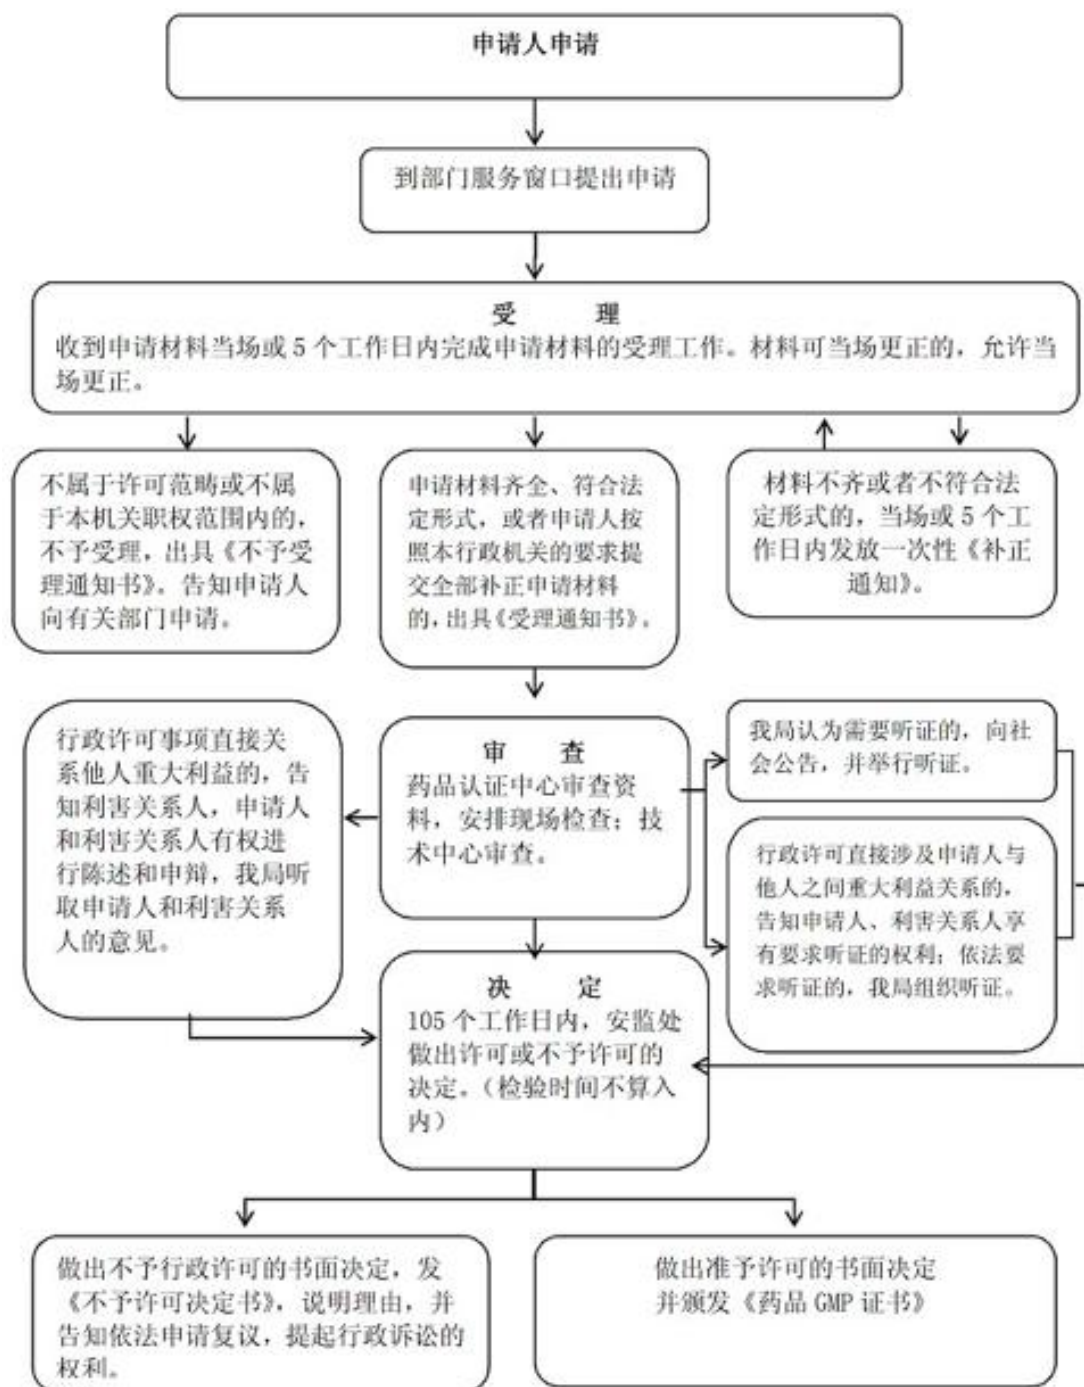 申请人申请
到部门服务窗口提出申请
受 理
收到申请材料当场或5个工作日内完成申请材料的受理工作。材料可当场更正的，允许当
场更正。
不属于许可范畴或不属
于本机关职权范围内的，
不予受理，出具《不予受
理通知书》。告知申请人
向有关部门申请。
申请材料齐全、符合法
定形式，或者申请人按
照本行政机关的要求提
交全部补正申请材料
的，出具《受理通知书》。
材料不齐或者不符合法
定形式的，当场或5个工
作日内发放一次性《补正
通知》。
行政许可事项直接关
系他人重大利益的，告
知利害关系人，申请人
和利害关系人有权进
行陈述和申辩，我局听
取申请人和利害关系
人的意见。
审 查
药品认证中心审查资
料，安排现场检查；技
术中心审查。
我局认为需要听证的，向社
会公告，并举行听证。
行政许可直接涉及申请人与
他人之间重大利益关系的，
告知申请人、利害关系人享
有要求听证的权利；依法要
求听证的，我局组织听证。
决 定
105个工作日内，安监处
做出许可或不予许可的
决定。（检验时间不算入
内）
做出不予行政许可的书面决定，发
《不予许可决定书》，说明理由，并
告知依法申请复议，提起行政诉讼的
权利。
做出准予许可的书面决定
并颁发《药品GMP证书》